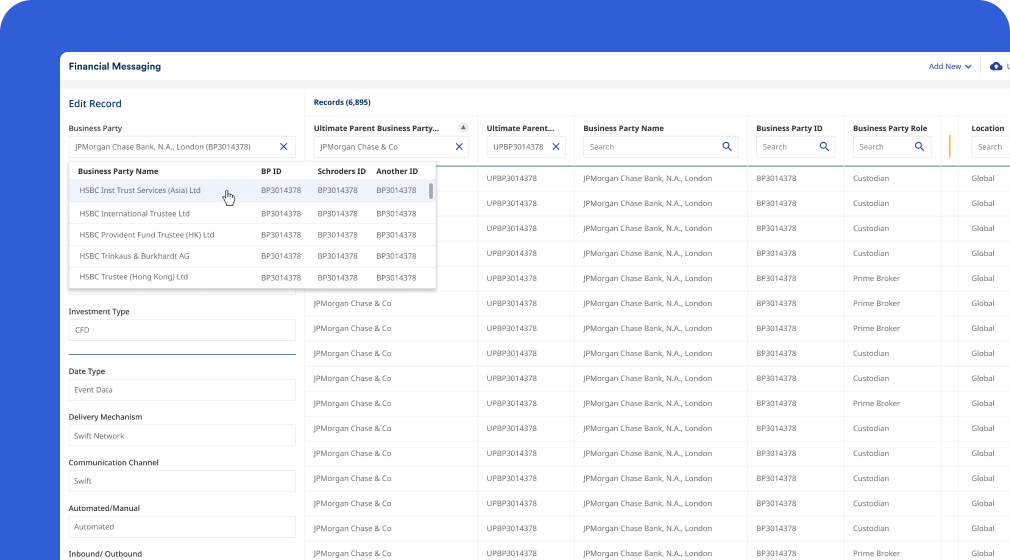 Financial Messaging
Add New
Edit Record
Records (6,895)
Business Party
JPMorgan Chase Bank, N.A., London (BP3014378)
Ultimate Parent Business Party... Ultimate Parent... Business Party Name Business Party ID Business Party Role Location
JPMorgan Chase & Co UPBP3014378 Search Search Search Search
Business Party Name BP ID Schroders ID Another ID
HSBC Inst Trust Services (Asia) Ltd BP3014378 BP3014378 BP3014378
HSBC International Trustee Ltd BP3014378 BP3014378 BP3014378
HSBC Provident Fund Trustee (HK) Ltd BP3014378 BP3014378 BP3014378
HSBC Trinkaus & Burkhardt AG BP3014378 BP3014378 BP3014378
HSBC Trustee (Hong Kong) Ltd BP3014378 BP3014378 BP3014378
Investment Type
CFD
Date Type
Event Data
Delivery Mechanism
Swift Network
Communication Channel
Swift
Automated/Manual
Automated
Inbound/ Outbound
UPBP3014378 JPMorgan Chase Bank, N.A., London BP3014378 Custodian Global
UPBP3014378 JPMorgan Chase Bank, N.A., London BP3014378 Custodian Global
UPBP3014378 JPMorgan Chase Bank, N.A., London BP3014378 Custodian Global
UPBP3014378 JPMorgan Chase Bank, N.A., London BP3014378 Custodian Global
UPBP3014378 JPMorgan Chase Bank, N.A., London BP3014378 Prime Broker Global
JPMorgan Chase & Co UPBP3014378 JPMorgan Chase Bank, N.A., London BP3014378 Prime Broker Global
JPMorgan Chase & Co UPBP3014378 JPMorgan Chase Bank, N.A., London BP3014378 Prime Broker Global
JPMorgan Chase & Co UPBP3014378 JPMorgan Chase Bank, N.A., London BP3014378 Custodian Global
JPMorgan Chase & Co UPBP3014378 JPMorgan Chase Bank, N.A., London BP3014378 Custodian Global
JPMorgan Chase & Co UPBP3014378 JPMorgan Chase Bank, N.A., London BP3014378 Prime Broker Global
JPMorgan Chase & Co UPBP3014378 JPMorgan Chase Bank, N.A., London BP3014378 Custodian Global
JPMorgan Chase & Co UPBP3014378 JPMorgan Chase Bank, N.A., London BP3014378 Custodian Global
JPMorgan Chase & Co UPBP3014378 JPMorgan Chase Bank, N.A., London BP3014378 Custodian Global
JPMorgan Chase & Co UPBP3014378 JPMorgan Chase Bank, N.A., London BP3014378 Custodian Global
JPMorgan Chase & Co UPBP3014378 JPMorgan Chase Bank, N.A., London BP3014378 Custodian Global
JPMorgan Chase & Co UPBP3014378 JPMorgan Chase Bank, N.A., London BP3014378 Prime Broker Global